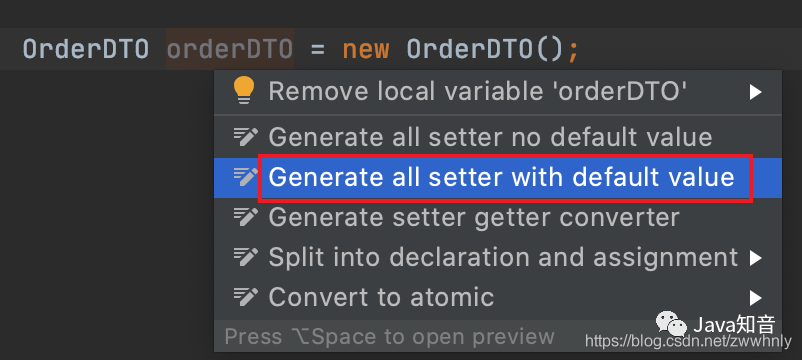 OrderDTO orderDTO = new OrderDTO();
Remove local variable 'orderDTO'
Generate all setter no default value
Generate all setter with default value
Generate setter getter converter
Split into declaration and assignment
Convert to atomic
Press ⌥Space to open preview
Java知音
https://blog.csdn.net/zwwhnly